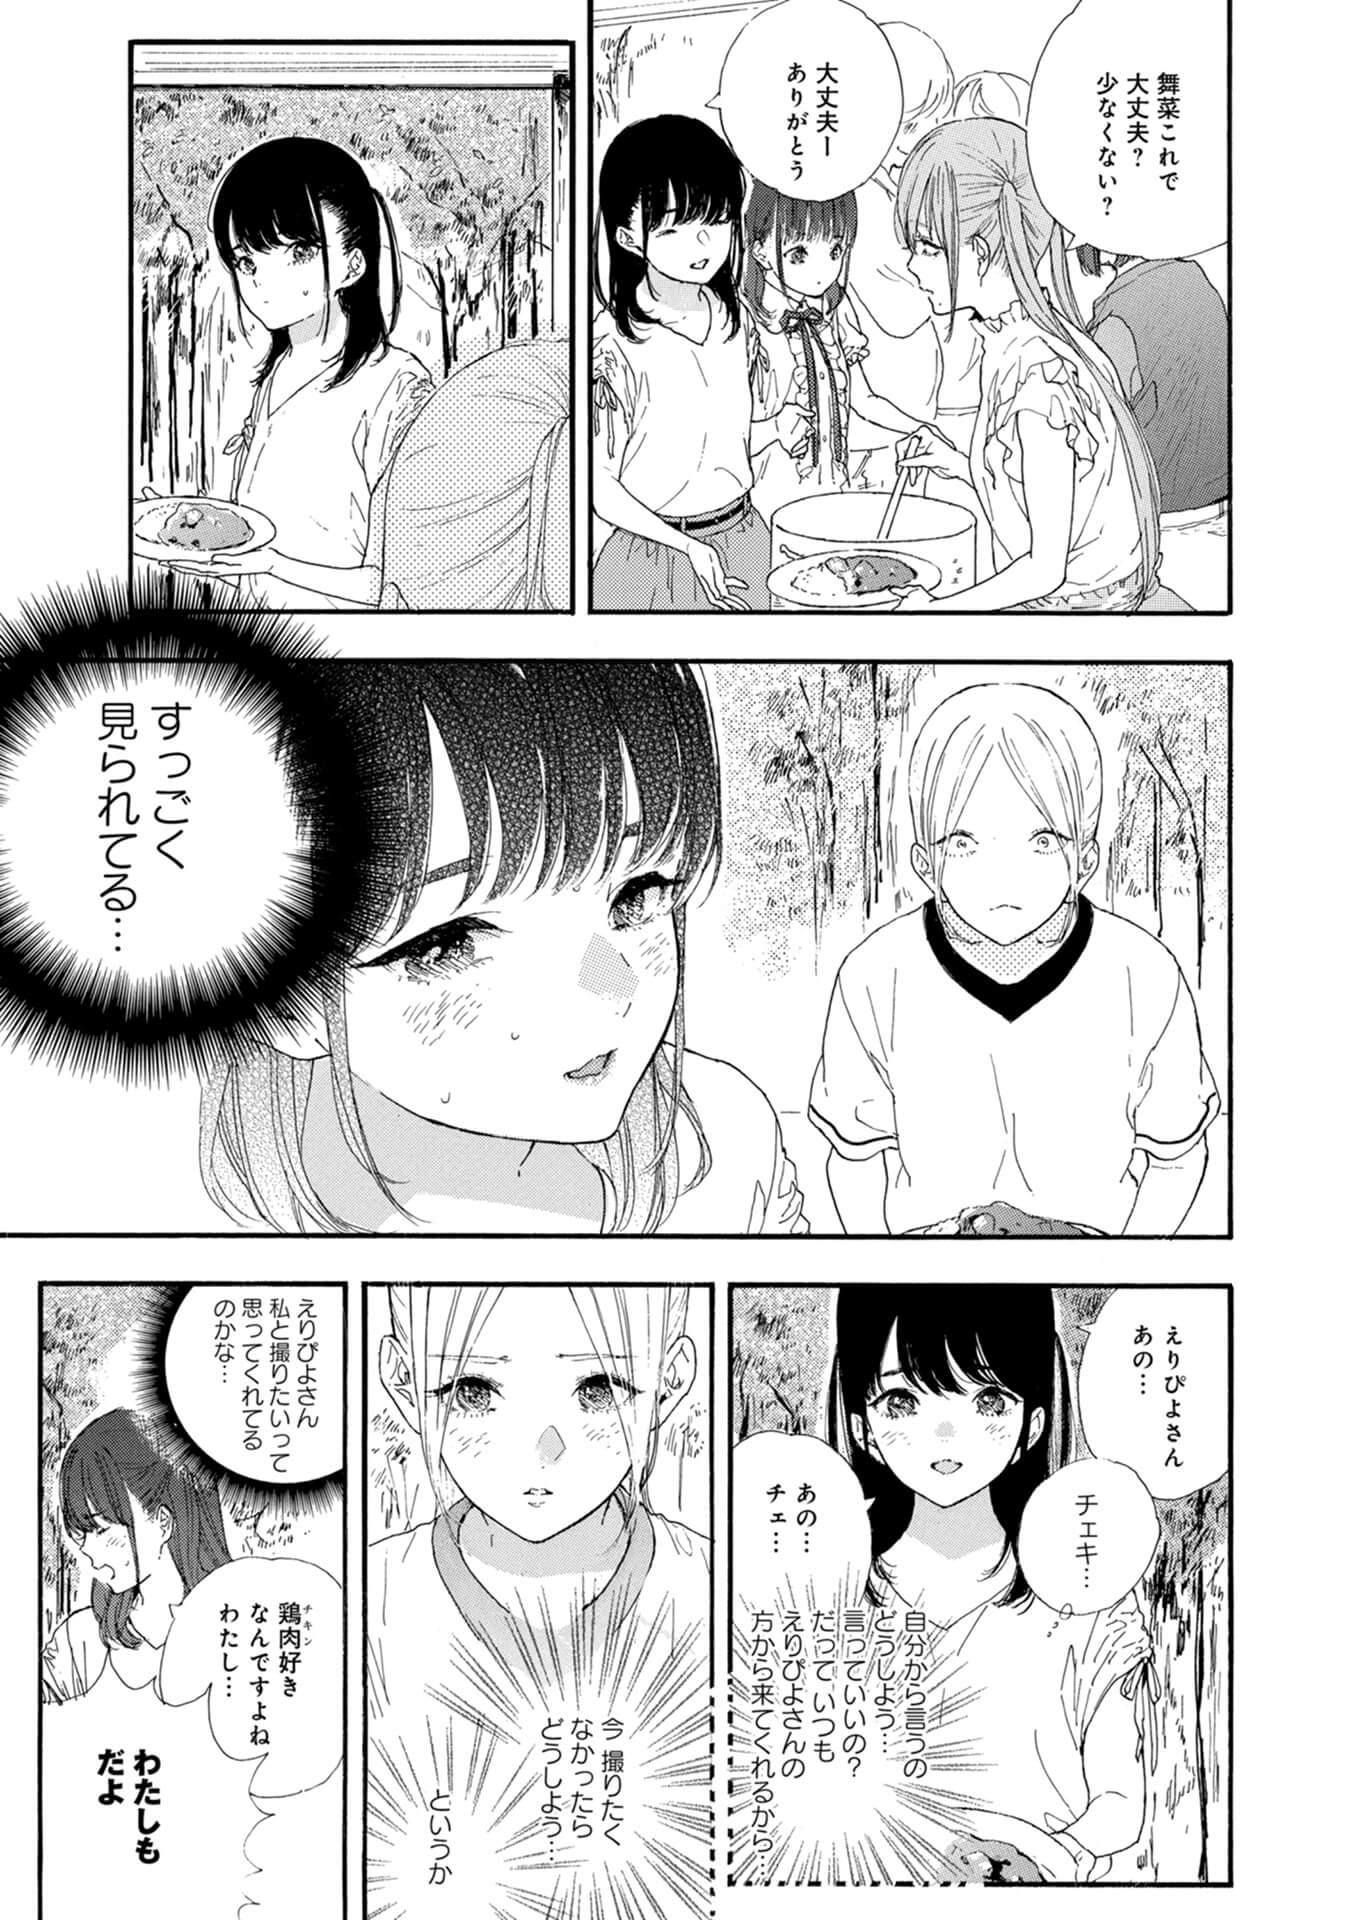 舞菜これで
大丈夫?
少なくない?
大丈夫ー
ありがとう
すっごく
見られてる…
えりぴよさん
あの…
チェキ…
あの…
チェ…
自分から言うの
どうしよう…
言っていいの?
だっていつも
えりぴよさんの
方から来てくれるから…
今 撮りたく
なかったら
どうしよう…
というか
えりぴよさん
私と撮りたいって
思ってくれてる
のかな…
鶏肉好き
チキン
なんですよね
わたし…
わたしも
だよ